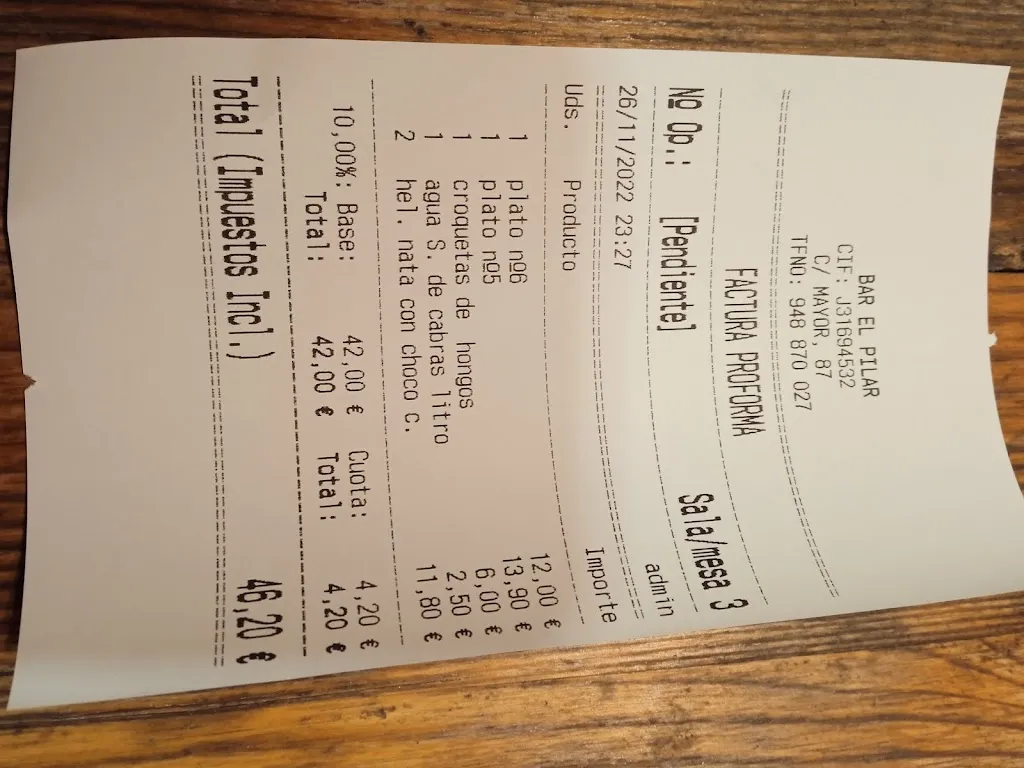 BAR EL PILAR
CIF: J31694532
C/ MAYOR, 87
TFNO: 948 870 027
FACTURA PROFORMA
Nº Op.: [Pendiente] Sala/mesa 3
26/11/2022 23:27 admin
Uds. Producto Importe
1 plato nº6 12,00 €
1 plato nº5 13,90 €
1 croquetas de hongos 6,00 €
1 agua S. de cabras litro 2,50 €
2 hel. nata con choco C. 11,80 €
10,00%: Base: 42,00 € Cuota: 4,20 €
Total: 42,00 € Total: 4,20 €
Total (Impuestos Incl.) 46,20 €